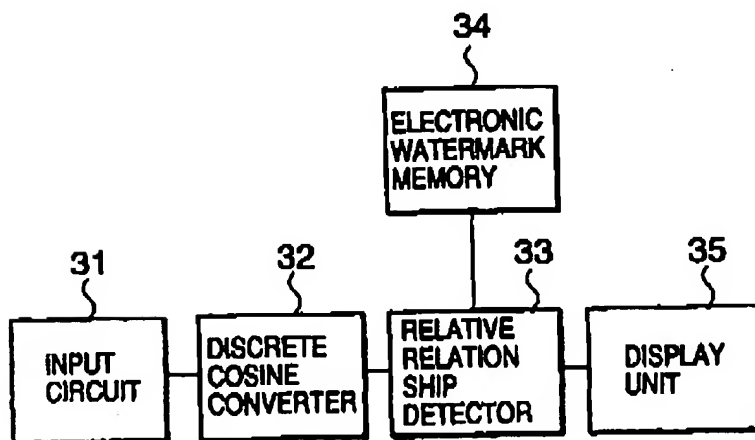 34
ELECTRONIC
WATERMARK
MEMORY
31
INPUT
CIRCUIT
32
DISCRETE
COSINE
CONVERTER
33
RELATIVE
RELATION
SHIP
DETECTOR
35
DISPLAY
UNIT